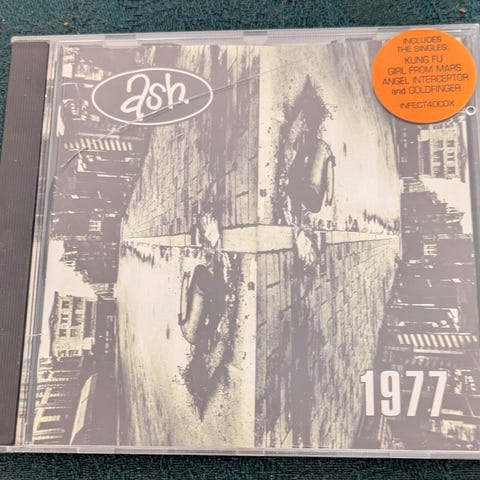 ash
INCLUDES
THE SINGLES:
KUNG FU
GIRL FROM MARS
ANGEL INTERCEPTOR
and GOLDFINGER
INFECT40CDX
1977